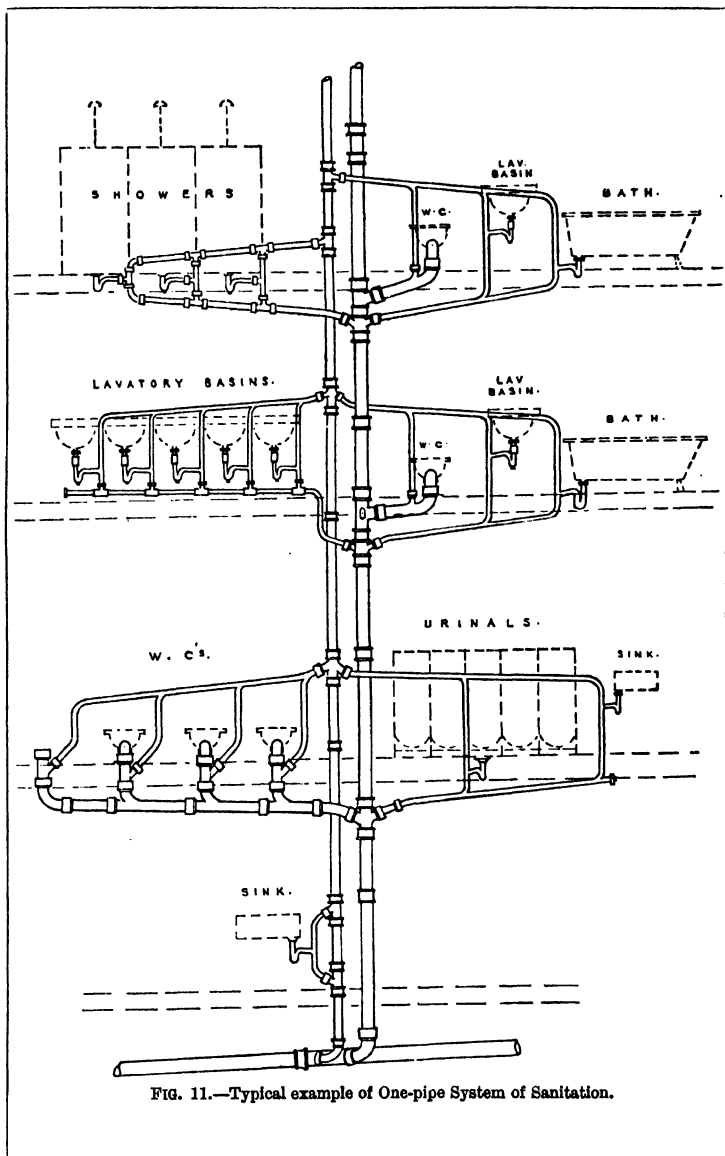 SHOWERS
LAV.
BASIN
BATH.
W.C.
LAVATORY BASINS.
LAV
BASIN.
BATH.
W.C.
W. C's.
URINALS.
SINK.
SINK.
FIG. 11.—Typical example of One-pipe System of Sanitation.